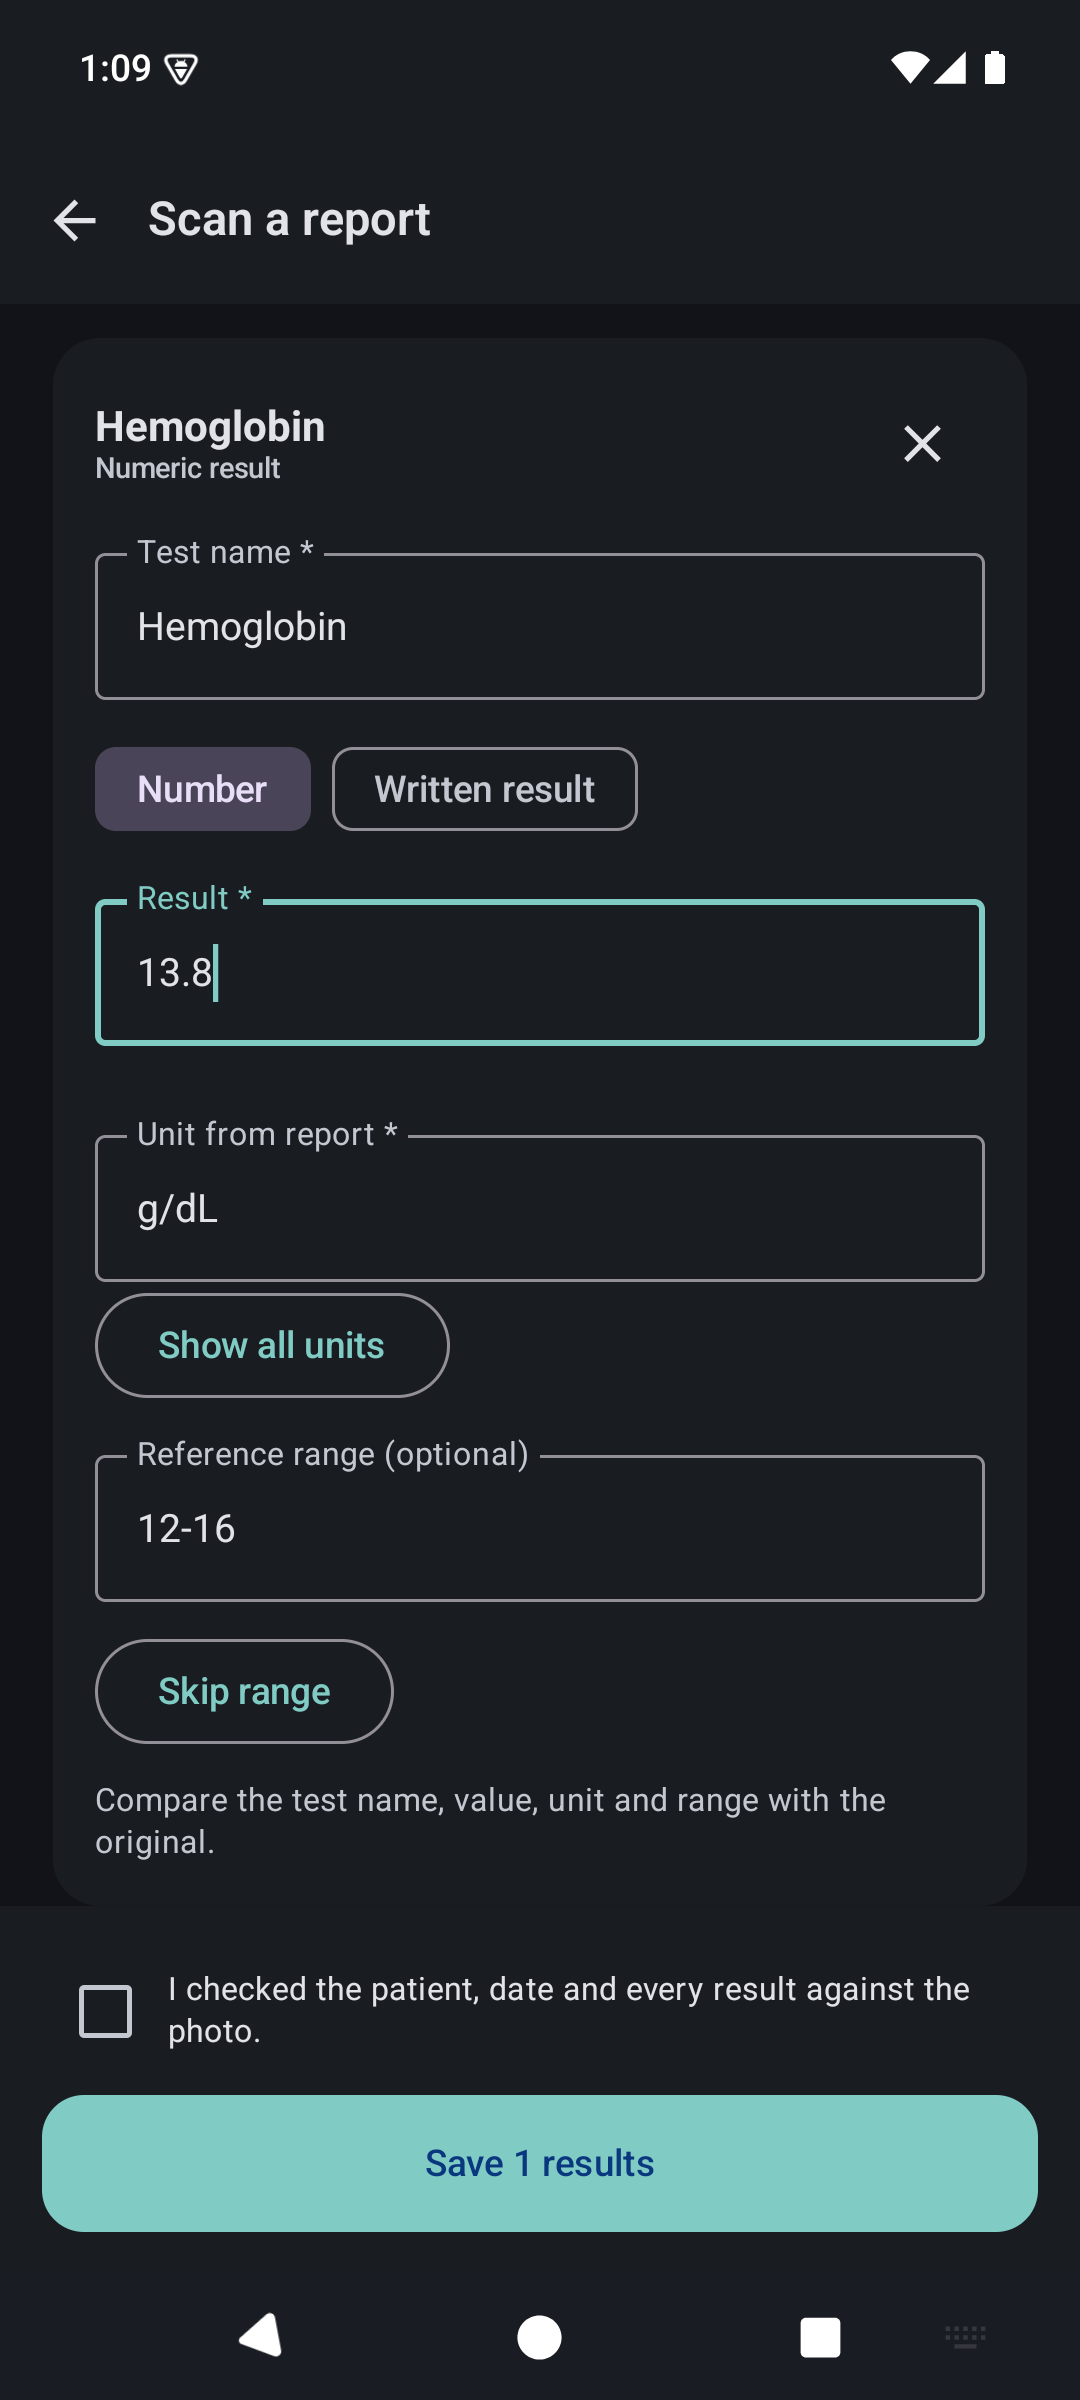 1:09
Scan a report
Hemoglobin
Numeric result
Test name *
Hemoglobin
Number
Written result
Result *
13.8
Unit from report *
g/dL
Show all units
Reference range (optional)
12-16
Skip range
Compare the test name, value, unit and range with the
original.
I checked the patient, date and every result against the
photo.
Save 1 results